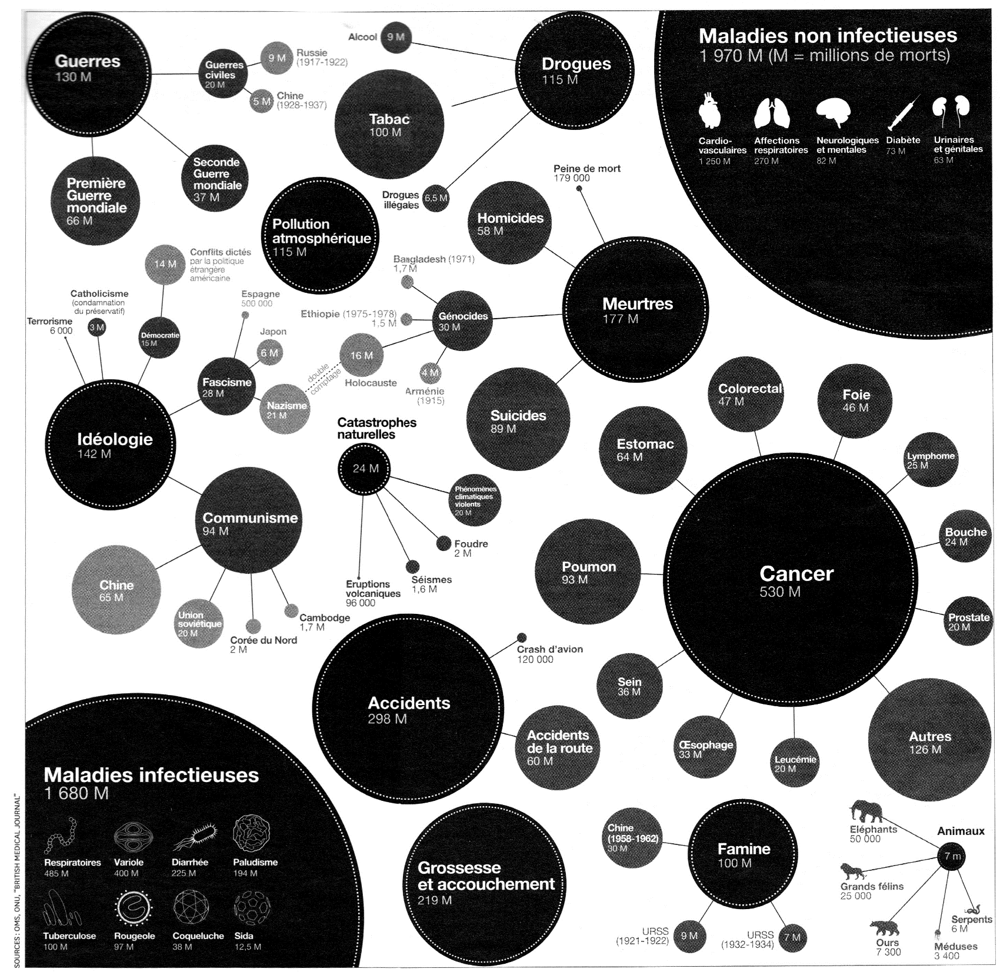 Guerres
130 M
Guerres
civiles
20 M
9 M
Russie
(1917-1922)
5 M
Chine
(1928-1937)
Première
Guerre
mondiale
66 M
Seconde
Guerre
mondiale
37 M
Alcool
9 M
Drogues
115 M
Tabac
100 M
Drogues
illégales
6,5 M
Maladies non infectieuses
1 970 M (M = millions de morts)
Cardio-
vasculaires
1 250 M
Affections
respiratoires
270 M
Neurologiques
et mentales
82 M
Diabète
73 M
Urinaires
et génitales
63 M
Pollution
atmosphérique
115 M
Peine de mort
179 000
Homicides
58 M
Meurtres
177 M
Bangladesh (1971)
1,7 M
Ethiopie (1975-1978)
1,5 M
Génocides
30 M
16 M
Holocauste
4 M
Arménie
(1915)
Suicides
89 M
14 M
Conflits dictés
par la politique
étrangère
américaine
Catholicisme
(condamnation
du préservatif)
3 M
Terrorisme
6 000
Démocratie
15 M
Espagne
500 000
Japon
6 M
Fascisme
28 M
Nazisme
21 M
double
comptage
Idéologie
142 M
Communisme
94 M
Chine
65 M
Union
soviétique
20 M
Corée du Nord
2 M
Cambodge
1,7 M
Catastrophes
naturelles
24 M
Phénomènes
climatiques
violents
20 M
Foudre
2 M
Séismes
1,6 M
Eruptions
volcaniques
96 000
Colorectal
47 M
Foie
46 M
Estomac
64 M
Lymphome
25 M
Bouche
24 M
Poumon
93 M
Cancer
530 M
Prostate
20 M
Sein
36 M
Œsophage
33 M
Leucémie
20 M
Autres
126 M
Accidents
298 M
Crash d'avion
120 000
Accidents
de la route
60 M
Maladies infectieuses
1 680 M
Respiratoires
485 M
Variole
400 M
Diarrhée
225 M
Paludisme
194 M
Tuberculose
100 M
Rougeole
97 M
Coqueluche
38 M
Sida
12,5 M
Grossesse
et accouchement
219 M
Chine
(1958-1962)
30 M
Famine
100 M
URSS
(1921-1922)
9 M
URSS
(1932-1934)
7 M
Eléphants
50 000
Animaux
7 m
Grands félins
25 000
Ours
7 300
Méduses
3 400
Serpents
6 M
SOURCES : OMS, ONU, "BRITISH MEDICAL JOURNAL"